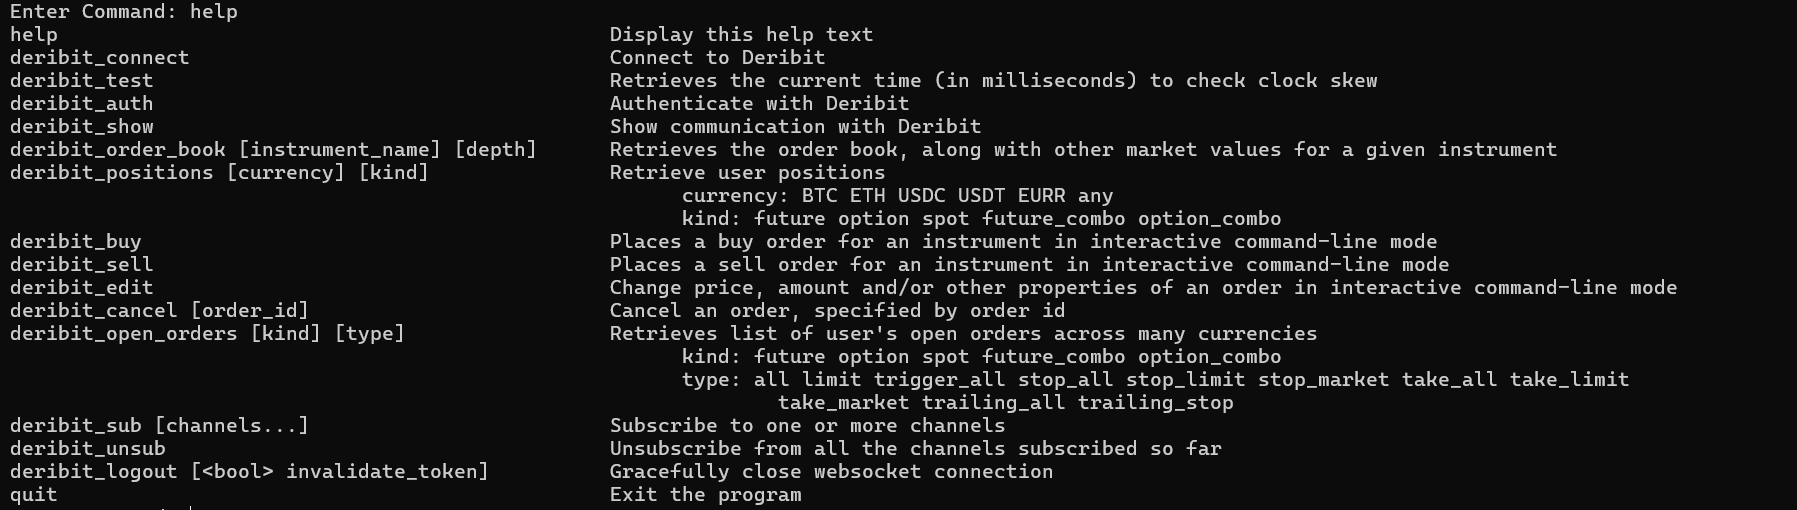 Enter Command: help
help Display this help text
deribit_connect Connect to Deribit
deribit_test Retrieves the current time (in milliseconds) to check clock skew
deribit_auth Authenticate with Deribit
deribit_show Show communication with Deribit
deribit_order_book [instrument_name] [depth] Retrieves the order book, along with other market values for a given instrument
deribit_positions [currency] [kind] Retrieve user positions
currency: BTC ETH USDC USDT EURR any
kind: future option spot future_combo option_combo
deribit_buy Places a buy order for an instrument in interactive command-line mode
deribit_sell Places a sell order for an instrument in interactive command-line mode
deribit_edit Change price, amount and/or other properties of an order in interactive command-line mode
deribit_cancel [order_id] Cancel an order, specified by order id
deribit_open_orders [kind] [type] Retrieves list of user's open orders across many currencies
kind: future option spot future_combo option_combo
type: all limit trigger_all stop_all stop_limit stop_market take_all take_limit
take_market trailing_all trailing_stop
deribit_sub [channels...] Subscribe to one or more channels
deribit_unsub Unsubscribe from all the channels subscribed so far
deribit_logout [<bool> invalidate_token] Gracefully close websocket connection
quit Exit the program